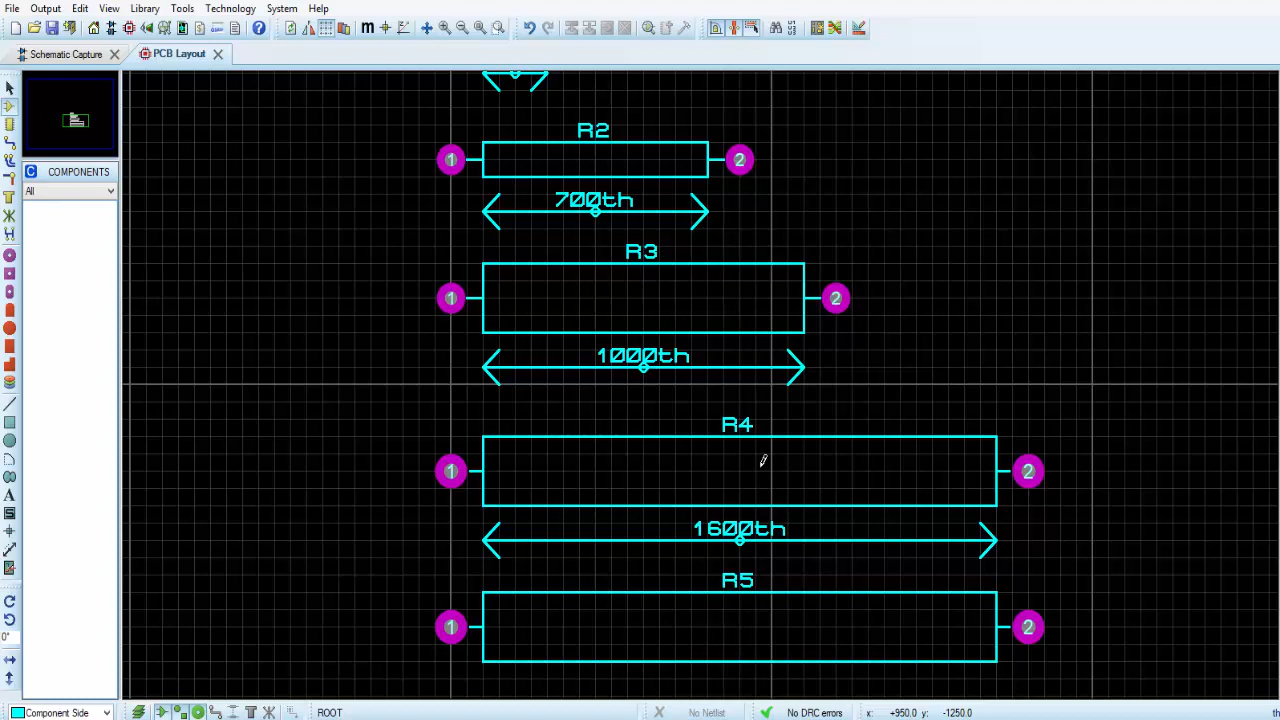 File Output Edit View Library Tools Technology System Help
Schematic Capture PCB Layout
COMPONENTS
All
R2
1 2
700th
R3
1 2
1000th
R4
1 2
1600th
R5
1 2
0°
Component Side ROOT No Netlist No DRC errors x: +950.0 y: -1250.0 th